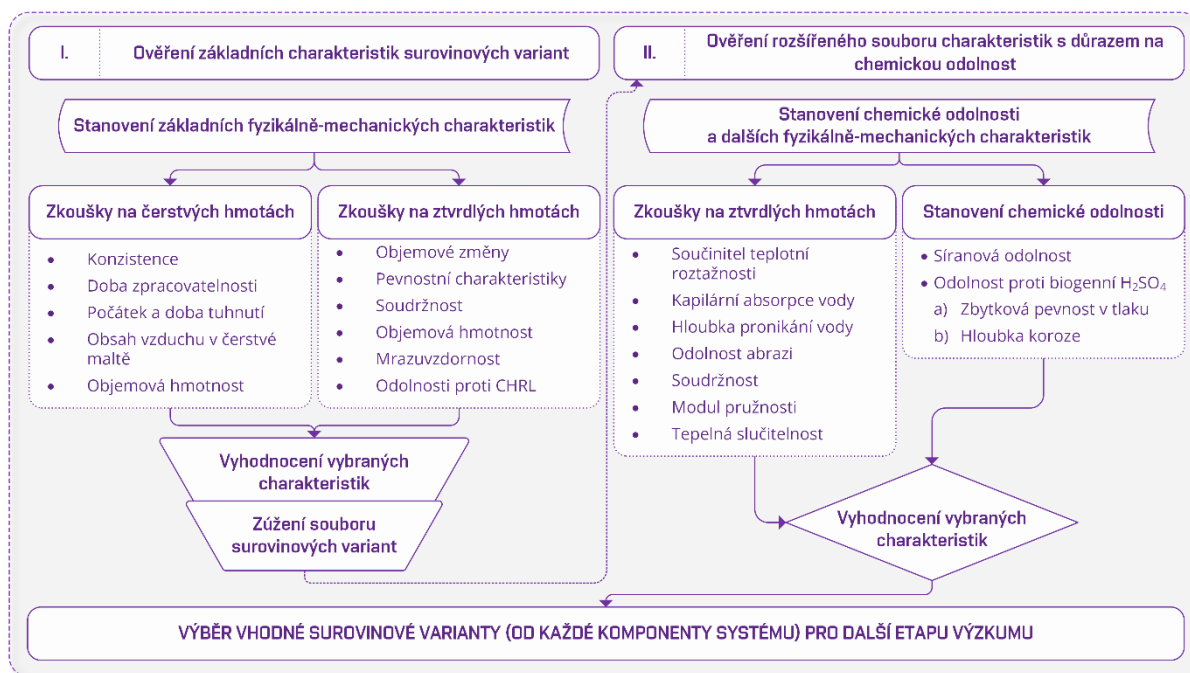 I.
Ověření základních charakteristik surovinových variant
Stanovení základních fyzikálně-mechanických charakteristik
Zkoušky na čerstvých hmotách
• Konzistence
• Doba zpracovatelnosti
• Počátek a doba tuhnutí
• Obsah vzduchu v čerstvé
maltě
• Objemová hmotnost
Zkoušky na ztvrdlých hmotách
• Objemové změny
• Pevnostní charakteristiky
• Soudržnost
• Objemová hmotnost
• Mrazuvzdornost
• Odolnosti proti CHRL
Vyhodnocení vybraných
charakteristik
Zúžení souboru
surovinových variant
II.
Ověření rozšířeného souboru charakteristik s důrazem na
chemickou odolnost
Stanovení chemické odolnosti
a dalších fyzikálně-mechanických charakteristik
Zkoušky na ztvrdlých hmotách
• Součinitel teplotní
roztažnosti
• Kapilární absorpce vody
• Hloubka pronikání vody
• Odolnost abrazi
• Soudržnost
• Modul pružnosti
• Tepelná slučitelnost
Stanovení chemické odolnosti
• Síranová odolnost
• Odolnost proti biogenní H₂SO₄
a) Zbytková pevnost v tlaku
b) Hloubka koroze
Vyhodnocení vybraných
charakteristik
VÝBĚR VHODNÉ SUROVINOVÉ VARIANTY (OD KAŽDÉ KOMPONENTY SYSTÉMU) PRO DALŠÍ ETAPU VÝZKUMU